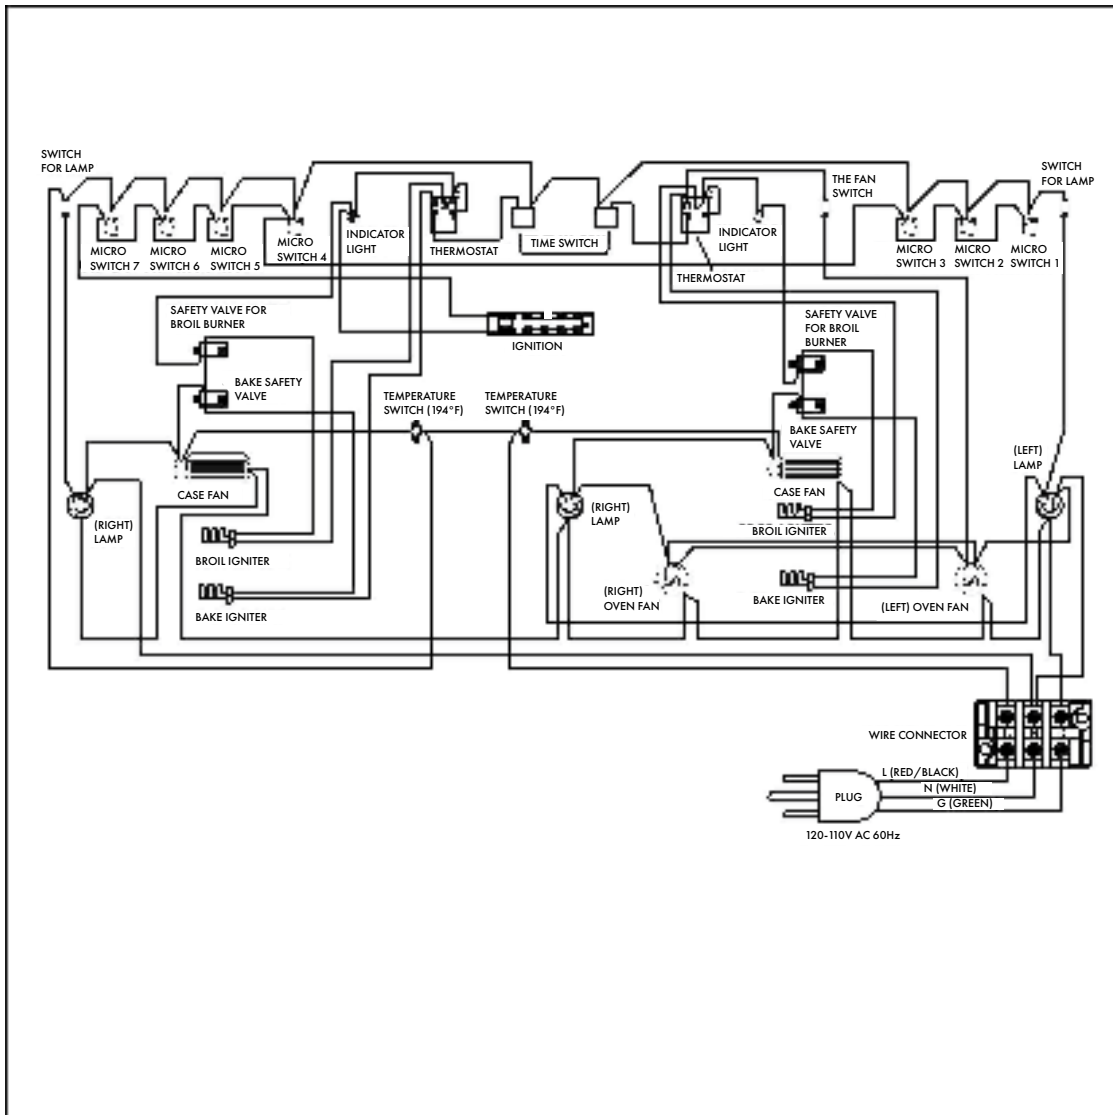 SWITCH
FOR LAMP
MICRO
SWITCH 7
MICRO
SWITCH 6
MICRO
SWITCH 5
MICRO
SWITCH 4
INDICATOR
LIGHT
THERMOSTAT
TIME SWITCH
THERMOSTAT
INDICATOR
LIGHT
THE FAN
SWITCH
MICRO
SWITCH 3
MICRO
SWITCH 2
MICRO
SWITCH 1
SWITCH
FOR LAMP
SAFETY VALVE FOR
BROIL BURNER
IGNITION
SAFETY VALVE
FOR BROIL
BURNER
BAKE SAFETY
VALVE
TEMPERATURE
SWITCH (194°F)
TEMPERATURE
SWITCH (194°F)
BAKE SAFETY
VALVE
(LEFT)
LAMP
CASE FAN
CASE FAN
(RIGHT)
LAMP
(RIGHT)
LAMP
BROIL IGNITER
BROIL IGNITER
BAKE IGNITER
(RIGHT)
OVEN FAN
BAKE IGNITER
(LEFT) OVEN FAN
WIRE CONNECTOR
L (RED/BLACK)
N (WHITE)
G (GREEN)
PLUG
120-110V AC 60Hz